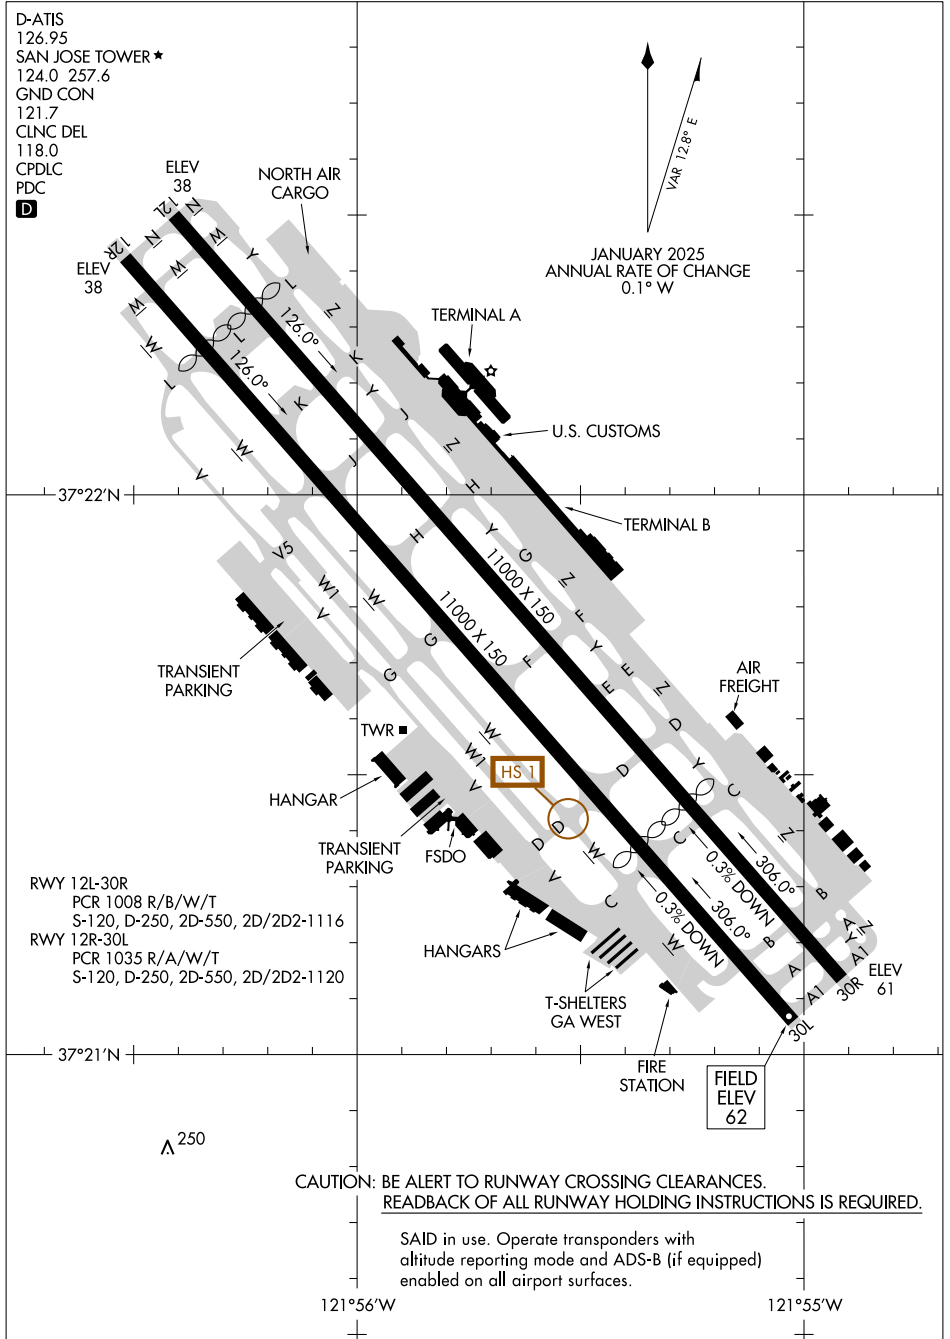 D-ATIS
126.95
SAN JOSE TOWER ★
124.0 257.6
GND CON
121.7
CLNC DEL
118.0
CPDLC
PDC
D
VAR 12.8° E
JANUARY 2025
ANNUAL RATE OF CHANGE
0.1° W
ELEV
38
12L
N
N
W
W
Y
NORTH AIR
CARGO
12R
ELEV
38
W
W
L
L
L
L
Z
126.0°
126.0°
TERMINAL A
K
K
Y
J
J
Z
U.S. CUSTOMS
V
W
H
H
37°22'N
TERMINAL B
Y
G
Z
V5
W1
W
V
11000 X 150
11000 X 150
F
F
G
G
Y
E
E
Z
TRANSIENT
PARKING
AIR
FREIGHT
TWR
W
W1
V
D
D
Y
C
Z
HS 1
HANGAR
TRANSIENT
PARKING
FSDO
D
D
V
W
C
C
0.3% DOWN
306.0°
0.3% DOWN
306.0°
B
B
RWY 12L-30R
PCR 1008 R/B/W/T
S-120, D-250, 2D-550, 2D/2D2-1116
RWY 12R-30L
PCR 1035 R/A/W/T
S-120, D-250, 2D-550, 2D/2D2-1120
HANGARS
W
A
A
Y
Z
A1
A1
30R
30L
ELEV
61
T-SHELTERS
GA WEST
37°21'N
FIRE
STATION
FIELD
ELEV
62
250
CAUTION: BE ALERT TO RUNWAY CROSSING CLEARANCES.
READBACK OF ALL RUNWAY HOLDING INSTRUCTIONS IS REQUIRED.
SAID in use. Operate transponders with
altitude reporting mode and ADS-B (if equipped)
enabled on all airport surfaces.
121°56'W
121°55'W